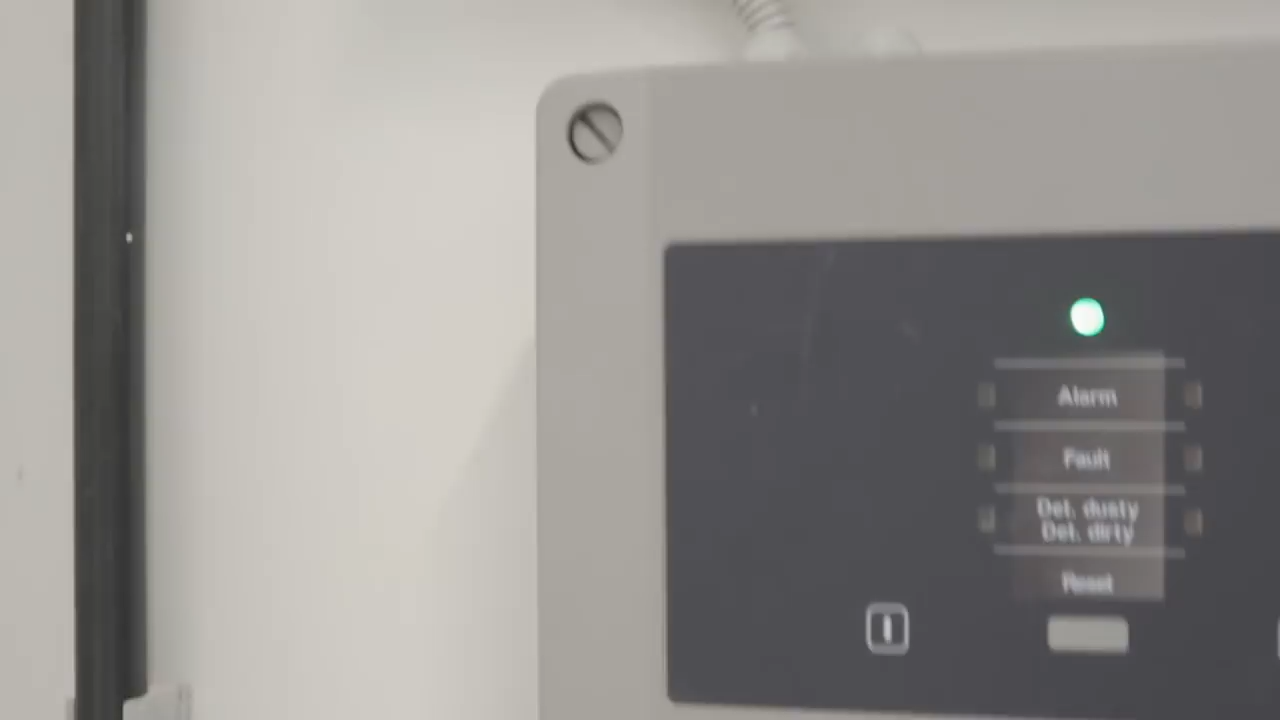 Alarm
Fault
Det. dusty
Det. dirty
Reset